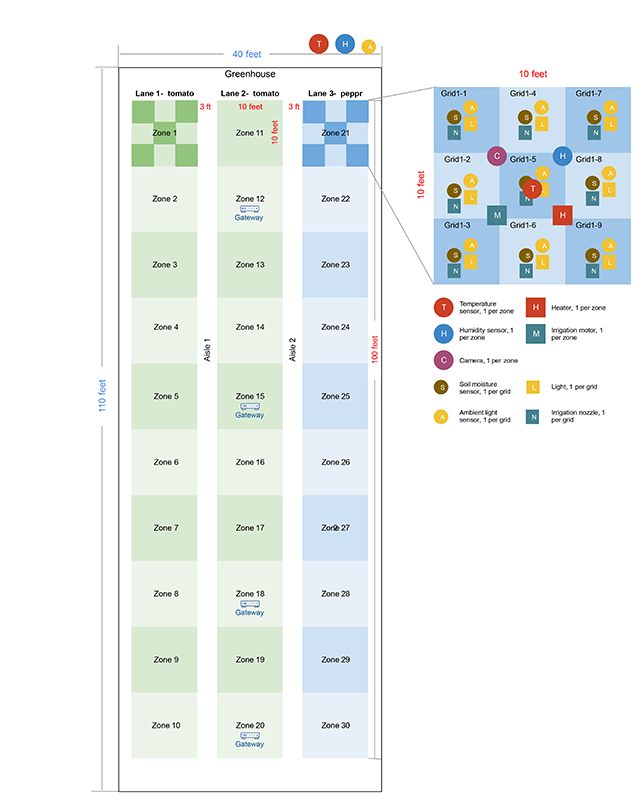 T
H
A
40 feet
10 feet
Greenhouse
Lane 1- tomato
Lane 2- tomato
Lane 3- peppr
3 ft
10 feet
3 ft
10 feet
Zone 1
Zone 11
Zone 21
Zone 2
Zone 12
Gateway
Zone 22
Zone 3
Zone 13
Zone 23
Zone 4
Zone 14
Zone 24
Aisle 1
Aisle 2
100 feet
110 feet
Zone 5
Zone 15
Gateway
Zone 25
Zone 6
Zone 16
Zone 26
Zone 7
Zone 17
Zone 27
2
Zone 8
Zone 18
Gateway
Zone 28
Zone 9
Zone 19
Zone 29
Zone 10
Zone 20
Gateway
Zone 30
10 feet
Grid1-1
Grid1-4
Grid1-7
A
A
A
S
S
S
L
L
L
N
N
N
C
H
Grid1-2
Grid1-5
Grid1-8
A
A
A
S
S
S
T
L
L
N
N
N
M
H
Grid1-3
Grid1-6
Grid1-9
A
A
A
S
S
S
L
L
L
N
N
N
T
Temperature
sensor, 1 per zone
H
Heater, 1 per zone
H
Humidity sensor, 1
per zone
M
Irrigation motor, 1 per
zone
C
Camera, 1 per zone
S
Soil moisture
sensor, 1 per grid
L
Light, 1 per grid
A
Ambient light
sensor, 1 per grid
N
Irrigation nozzle, 1
per grid